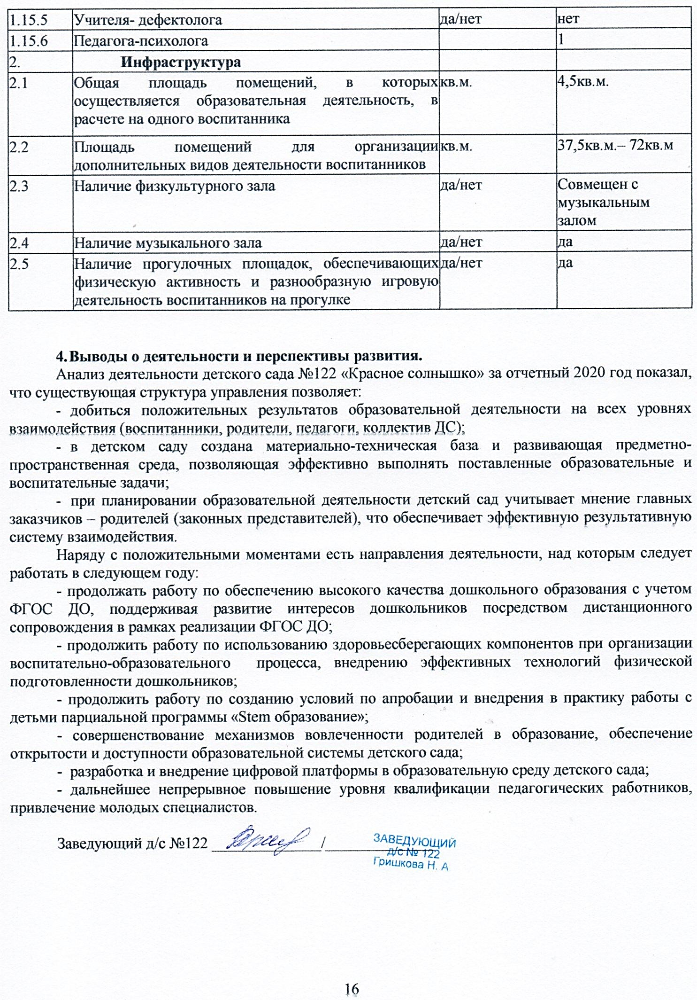 1.15.5 Учителя- дефектолога да/нет нет
1.15.6 Педагога-психолога 1
2. Инфраструктура
2.1 Общая площадь помещений, в которых кв.м. 4,5кв.м.
осуществляется образовательная деятельность, в
расчете на одного воспитанника
2.2 Площадь помещений для организации кв.м. 37,5кв.м.– 72кв.м
дополнительных видов деятельности воспитанников
2.3 Наличие физкультурного зала да/нет Совмещен с
музыкальным
залом
2.4 Наличие музыкального зала да/нет да
2.5 Наличие прогулочных площадок, обеспечивающих да/нет да
физическую активность и разнообразную игровую
деятельность воспитанников на прогулке
4. Выводы о деятельности и перспективы развития.
Анализ деятельности детского сада №122 «Красное солнышко» за отчетный 2020 год показал,
что существующая структура управления позволяет:
- добиться положительных результатов образовательной деятельности на всех уровнях
взаимодействия (воспитанники, родители, педагоги, коллектив ДС);
- в детском саду создана материально-техническая база и развивающая предметно-
пространственная среда, позволяющая эффективно выполнять поставленные образовательные и
воспитательные задачи;
- при планировании образовательной деятельности детский сад учитывает мнение главных
заказчиков – родителей (законных представителей), что обеспечивает эффективную результативную
систему взаимодействия.
Наряду с положительными моментами есть направления деятельности, над которым следует
работать в следующем году:
- продолжать работу по обеспечению высокого качества дошкольного образования с учетом
ФГОС ДО, поддерживая развитие интересов дошкольников посредством дистанционного
сопровождения в рамках реализации ФГОС ДО;
- продолжить работу по использованию здоровьесберегающих компонентов при организации
воспитательно-образовательного процесса, внедрению эффективных технологий физической
подготовленности дошкольников;
- продолжить работу по созданию условий по апробации и внедрения в практику работы с
детьми парциальной программы «Stem образование»;
- совершенствование механизмов вовлеченности родителей в образование, обеспечение
открытости и доступности образовательной системы детского сада;
- разработка и внедрение цифровой платформы в образовательную среду детского сада;
- дальнейшее непрерывное повышение уровня квалификации педагогических работников,
привлечение молодых специалистов.
Заведующий д/с №122 ______________/______________
ЗАВЕДУЮЩИЙ
д/с № 122
Гришкова Н. А
16